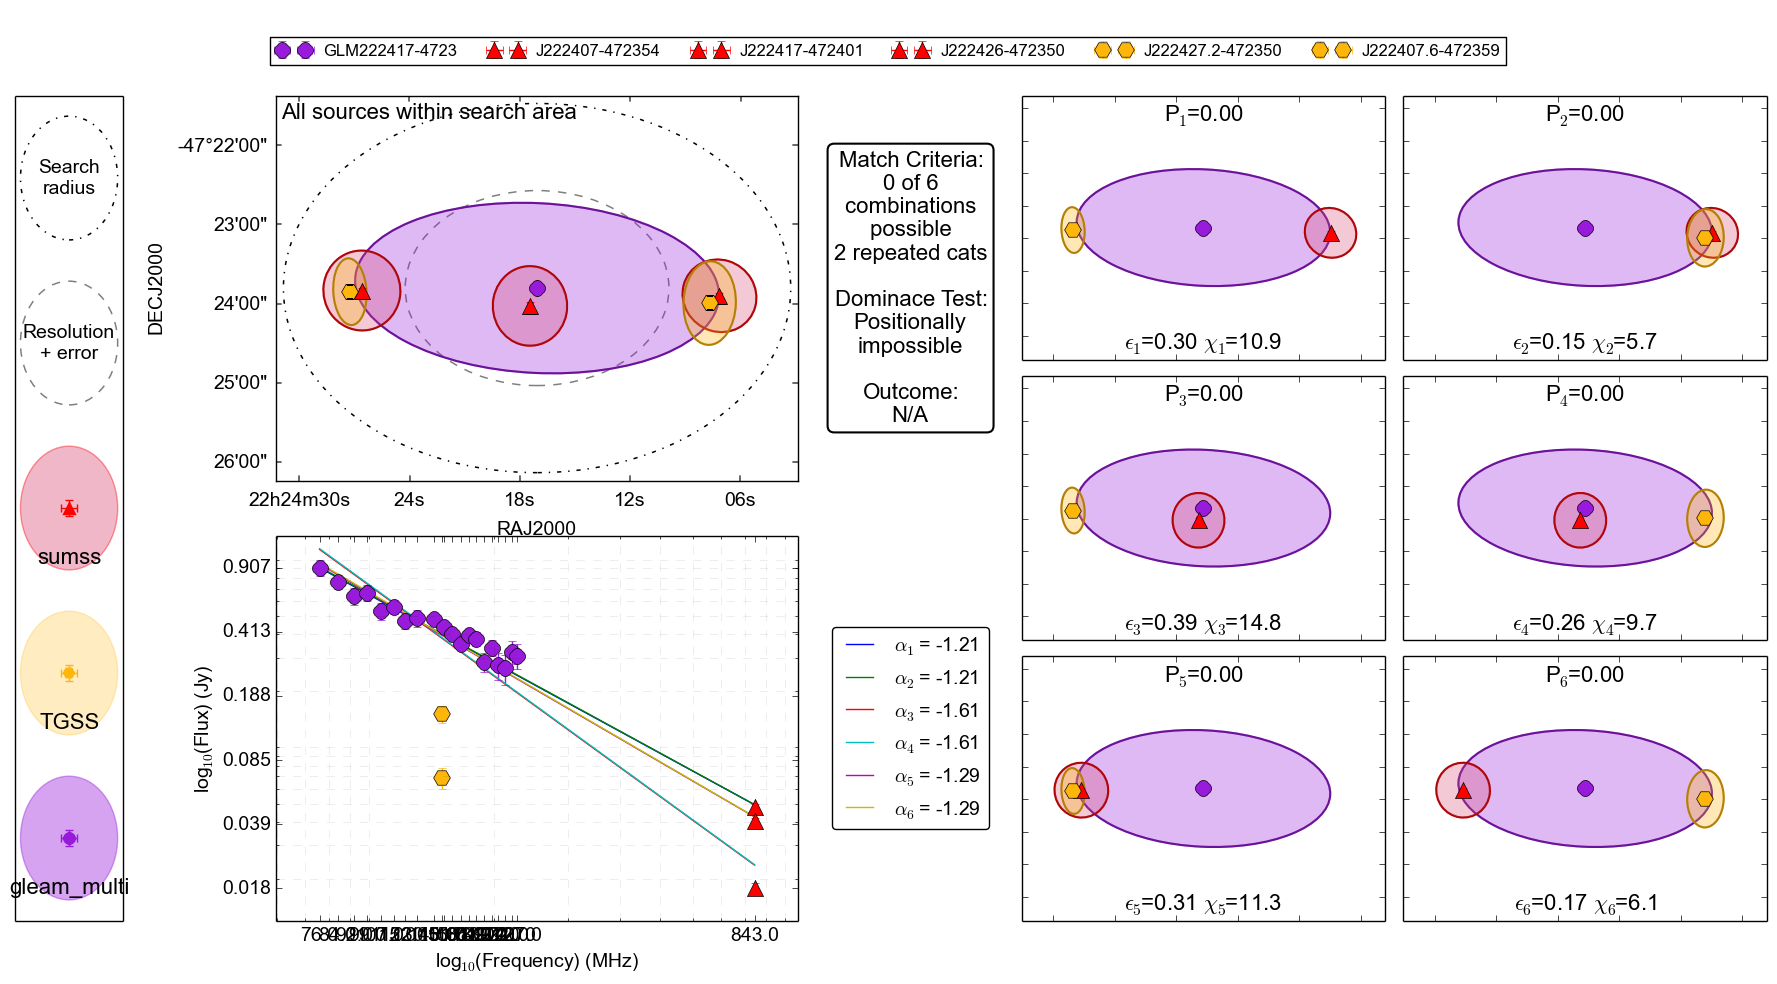 GLM222417-4723 J222407-472354 J222417-472401 J222426-472350 J222427.2-472350 J222407.6-472359
Search
radius
Resolution
+ error
sumss
TGSS
gleam_multi
All sources within search area
DECJ2000
-47°22'00"
23'00"
24'00"
25'00"
26'00"
22h24m30s 24s 18s 12s 06s
RAJ2000
log10(Flux) (Jy)
0.907
0.413
0.188
0.085
0.039
0.018
843.0
log10(Frequency) (MHz)
Match Criteria:
0 of 6
combinations
possible
2 repeated cats
Dominace Test:
Positionally
impossible
Outcome:
N/A
α1 = -1.21
α2 = -1.21
α3 = -1.61
α4 = -1.61
α5 = -1.29
α6 = -1.29
P1=0.00
ϵ1=0.30 χ1=10.9
P2=0.00
ϵ2=0.15 χ2=5.7
P3=0.00
ϵ3=0.39 χ3=14.8
P4=0.00
ϵ4=0.26 χ4=9.7
P5=0.00
ϵ5=0.31 χ5=11.3
P6=0.00
ϵ6=0.17 χ6=6.1